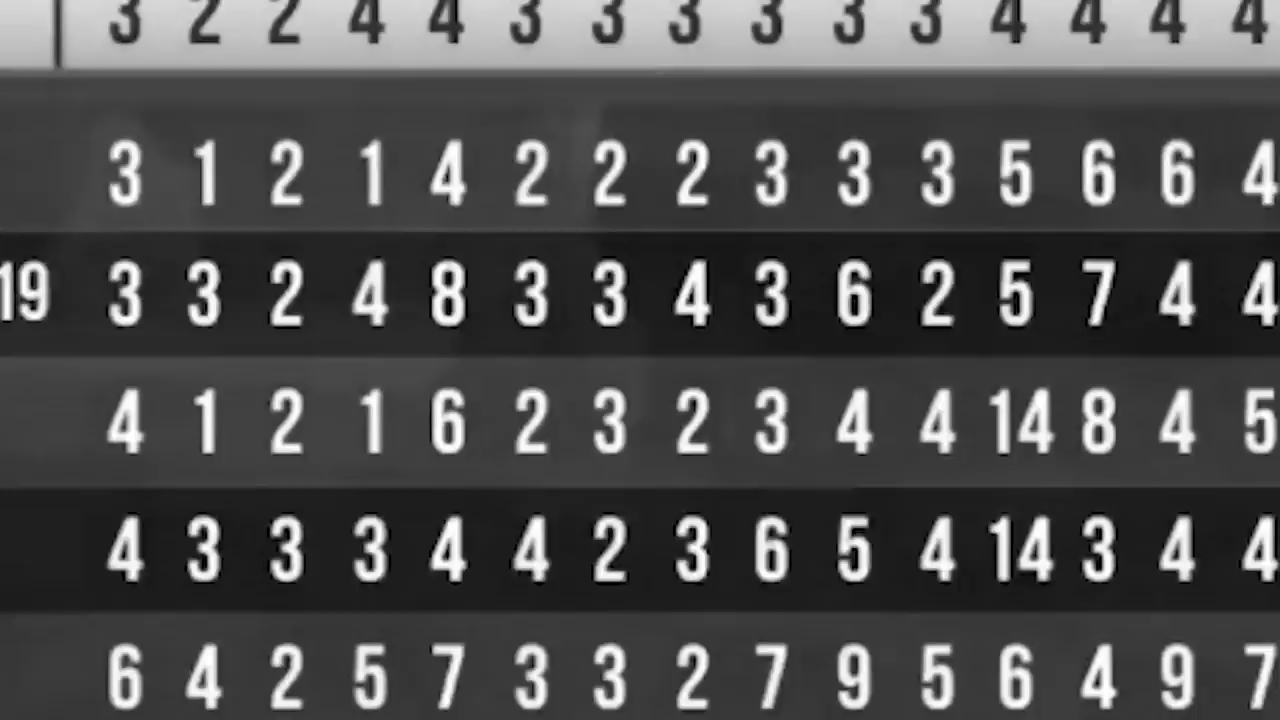 3 2 2 4 4 3 3 3 3 3 3 4 4 4 4
3 1 2 1 4 2 2 2 3 3 3 5 6 6 4
19 3 3 2 4 8 3 3 4 3 6 2 5 7 4 4
4 1 2 1 6 2 3 2 3 4 4 14 8 4 5
4 3 3 3 4 4 2 3 6 5 4 14 3 4 4
6 4 2 5 7 3 3 2 7 9 5 6 4 9 7